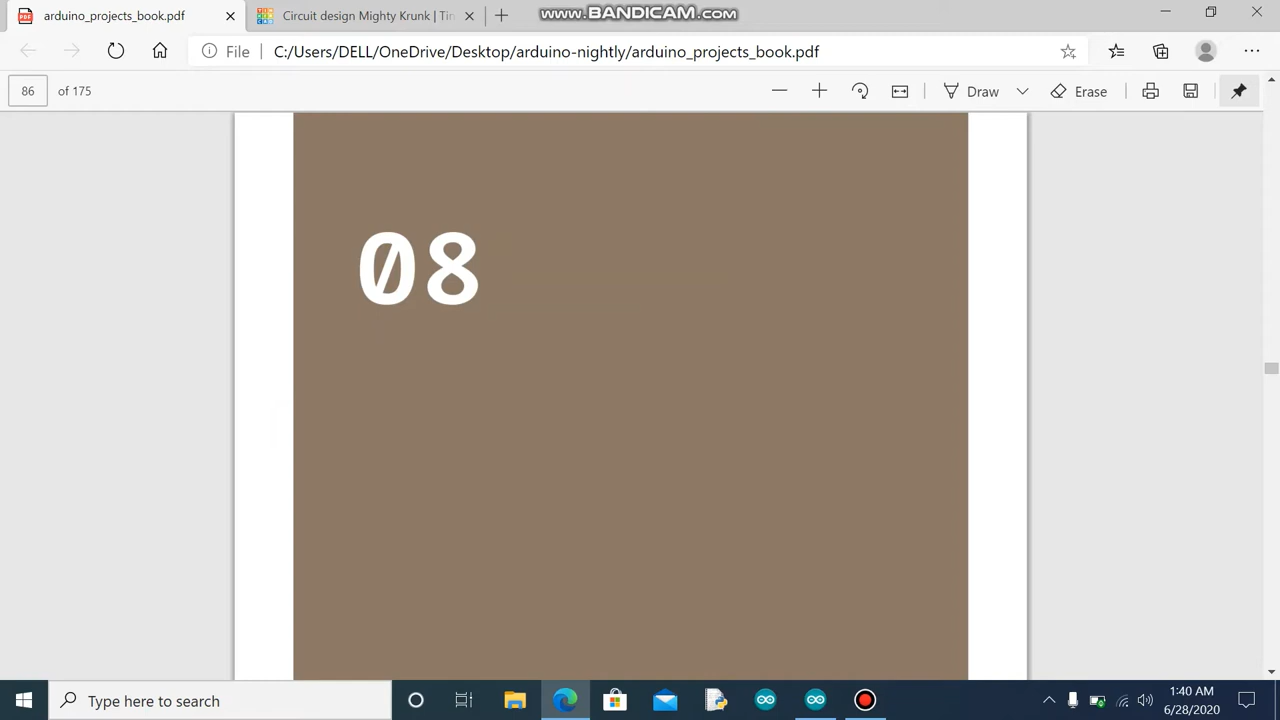 arduino_projects_book.pdf
Circuit design Mighty Krunk | Tin
www.BANDICAM.com
File
C:/Users/DELL/OneDrive/Desktop/arduino-nightly/arduino_projects_book.pdf
86 of 175
Draw
Erase
08
Type here to search
1:40 AM
6/28/2020